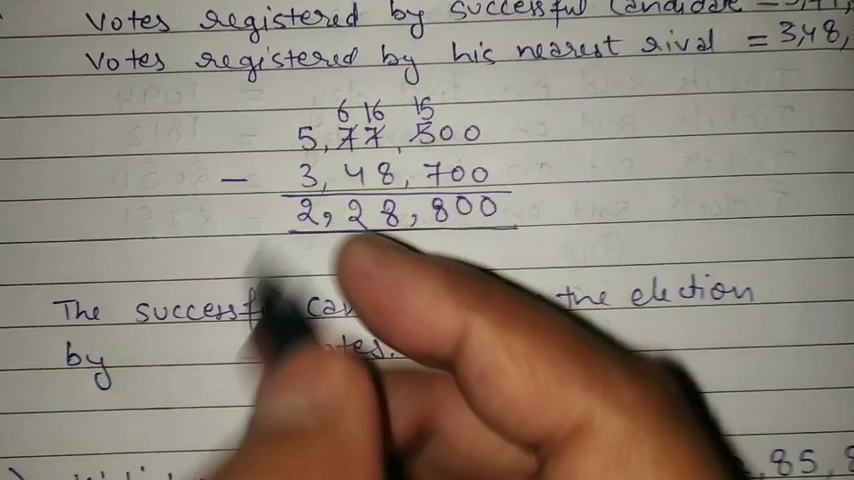 Votes registered by successful Candidate =
Votes registered by his nearest rival = 3,48,
6 16 15
5,77,500
- 3,48,700
2,28,800
The the election
by
,85,8